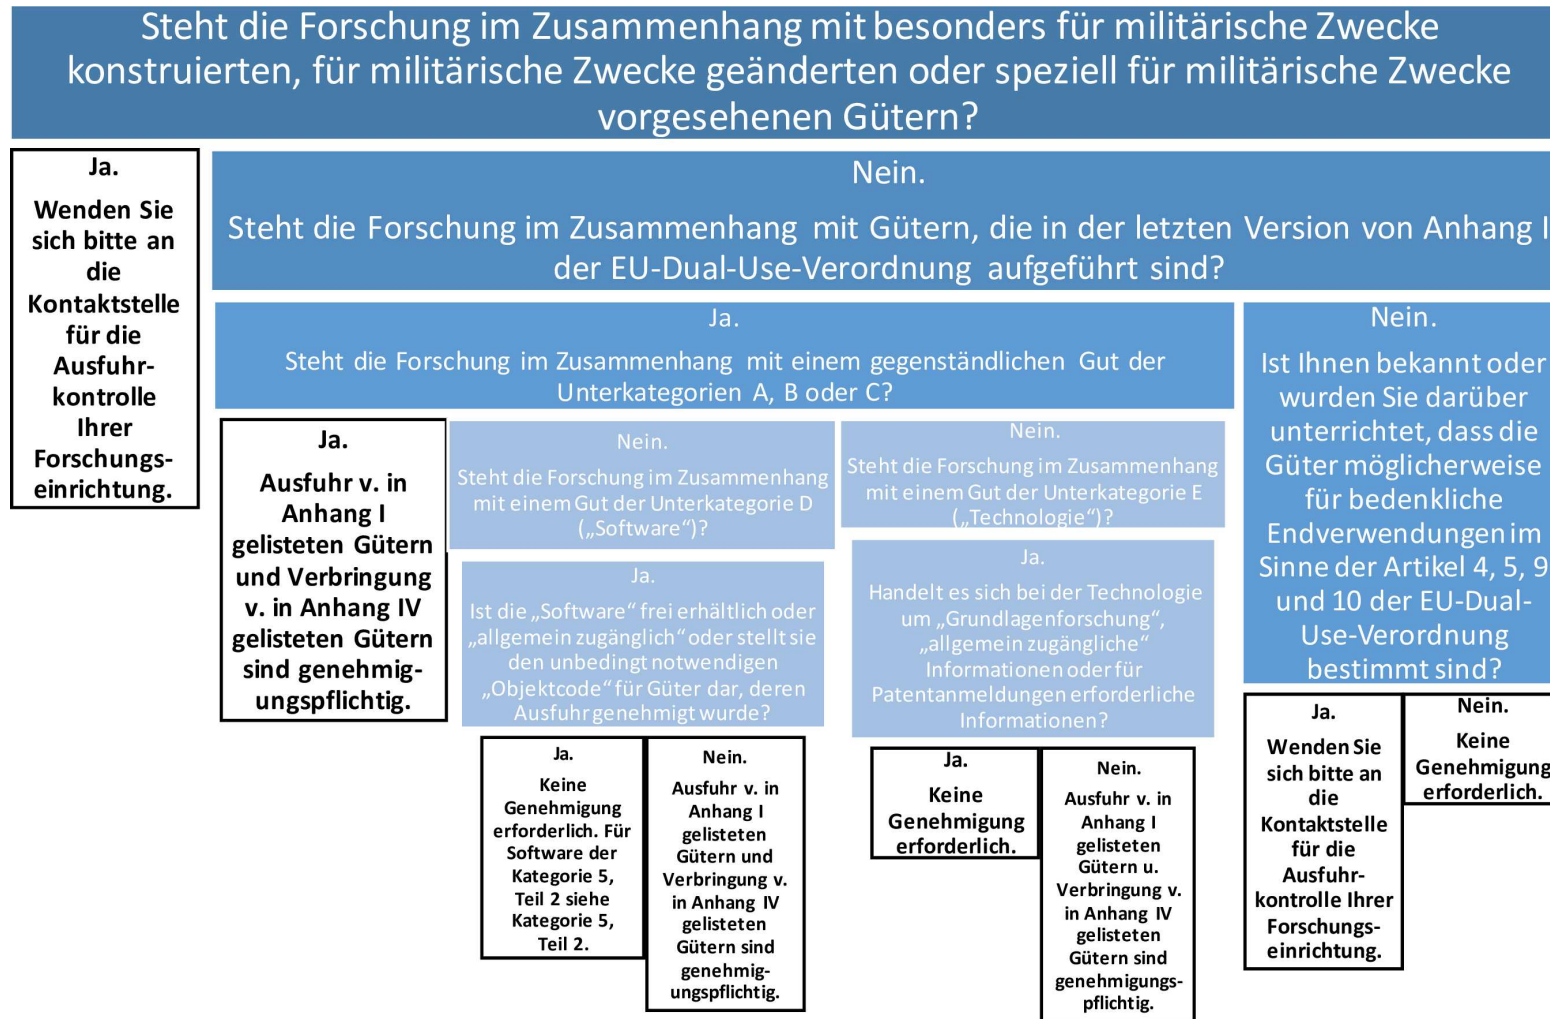 Steht die Forschung im Zusammenhang mit besonders für militärische Zwecke
konstruierten, für militärische Zwecke geänderten oder speziell für militärische Zwecke
vorgesehenen Gütern?
Ja.
Wenden Sie
sich bitte an
die
Kontaktstelle
für die
Ausfuhr-
kontrolle
Ihrer
Forschungs-
einrichtung.
Nein.
Steht die Forschung im Zusammenhang mit Gütern, die in der letzten Version von Anhang I
der EU-Dual-Use-Verordnung aufgeführt sind?
Ja.
Steht die Forschung im Zusammenhang mit einem gegenständlichen Gut der
Unterkategorien A, B oder C?
Ja.
Ausfuhr v. in
Anhang I
gelisteten Gütern
und Verbringung
v. in Anhang IV
gelisteten Gütern
sind genehmig-
ungspflichtig.
Nein.
Steht die Forschung im Zusammenhang
mit einem Gut der Unterkategorie D
(„Software“)?
Ja.
Ist die „Software“ frei erhältlich oder
„allgemein zugänglich“ oder stellt sie
den unbedingt notwendigen
„Objektcode“ für Güter dar, deren
Ausfuhr genehmigt wurde?
Ja.
Keine
Genehmigung
erforderlich. Für
Software der
Kategorie 5,
Teil 2 siehe
Kategorie 5,
Teil 2.
Nein.
Ausfuhr v. in
Anhang I
gelisteten
Gütern und
Verbringung v.
in Anhang IV
gelisteten
Gütern sind
genehmig-
ungspflichtig.
Nein.
Steht die Forschung im Zusammenhang
mit einem Gut der Unterkategorie E
(„Technologie“)?
Ja.
Handelt es sich bei der Technologie
um „Grundlagenforschung“,
„allgemein zugängliche“
Informationen oder für
Patentanmeldungen erforderliche
Informationen?
Ja.
Keine
Genehmigung
erforderlich.
Nein.
Ausfuhr v. in
Anhang I
gelisteten
Gütern u.
Verbringung v.
in Anhang IV
gelisteten
Gütern sind
genehmigungs-
pflichtig.
Nein.
Ist Ihnen bekannt oder
wurden Sie darüber
unterrichtet, dass die
Güter möglicherweise
für bedenkliche
Endverwendungen im
Sinne der Artikel 4, 5, 9
und 10 der EU-Dual-
Use-Verordnung
bestimmt sind?
Ja.
Wenden Sie
sich bitte an
die
Kontaktstelle
für die
Ausfuhr-
kontrolle Ihrer
Forschungs-
einrichtung.
Nein.
Keine
Genehmigung
erforderlich.